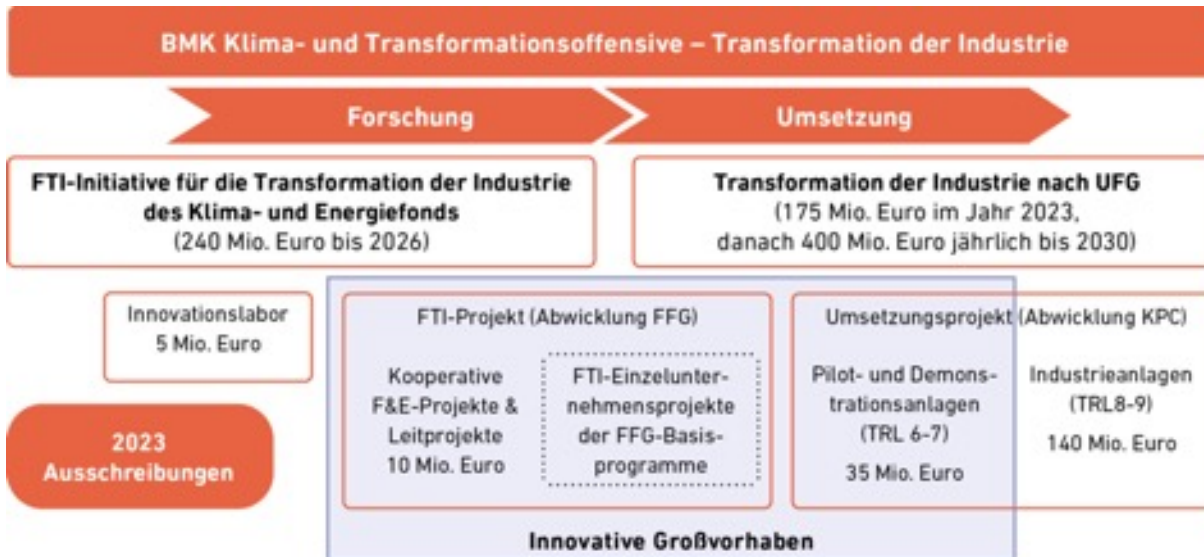 BMK Klima- und Transformationsoffensive – Transformation der Industrie
Forschung
Umsetzung
FTI-Initiative für die Transformation der Industrie
des Klima- und Energiefonds
(240 Mio. Euro bis 2026)
Transformation der Industrie nach UFG
(175 Mio. Euro im Jahr 2023,
danach 400 Mio. Euro jährlich bis 2030)
Innovationslabor
5 Mio. Euro
2023
Ausschreibungen
FTI-Projekt (Abwicklung FFG)
Kooperative
F&E-Projekte &
Leitprojekte
10 Mio. Euro
FTI-Einzelunter-
nehmensprojekte
der FFG-Basis-
programme
Umsetzungsprojekt (Abwicklung KPC)
Pilot- und Demons-
trationsanlagen
(TRL 6-7)
35 Mio. Euro
Industrieanlagen
(TRL8-9)
140 Mio. Euro
Innovative Großvorhaben